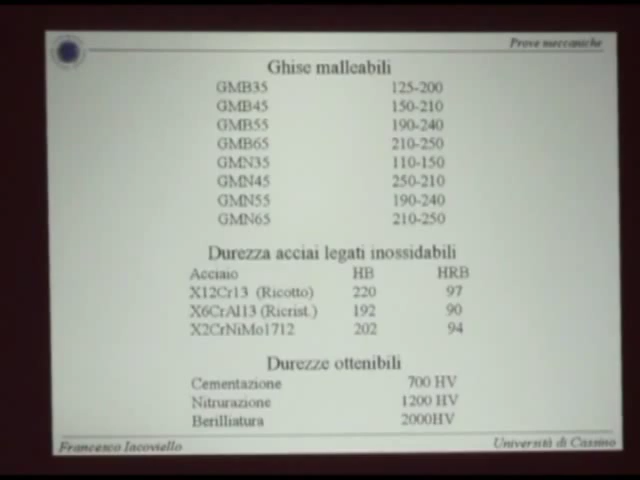 Prove meccaniche
Ghise malleabili
GMB35 125-200
GMB45 150-210
GMB55 190-240
GMB65 210-250
GMN35 110-150
GMN45 250-210
GMN55 190-240
GMN65 210-250
Durezza acciai legati inossidabili
Acciaio HB HRB
X12Cr13 (Ricotto) 220 97
X6CrAl13 (Ricrist.) 192 90
X2CrNiMo1712 202 94
Durezze ottenibili
Cementazione 700 HV
Nitrurazione 1200 HV
Berilliatura 2000HV
Francesco Iacoviello Università di Cassino